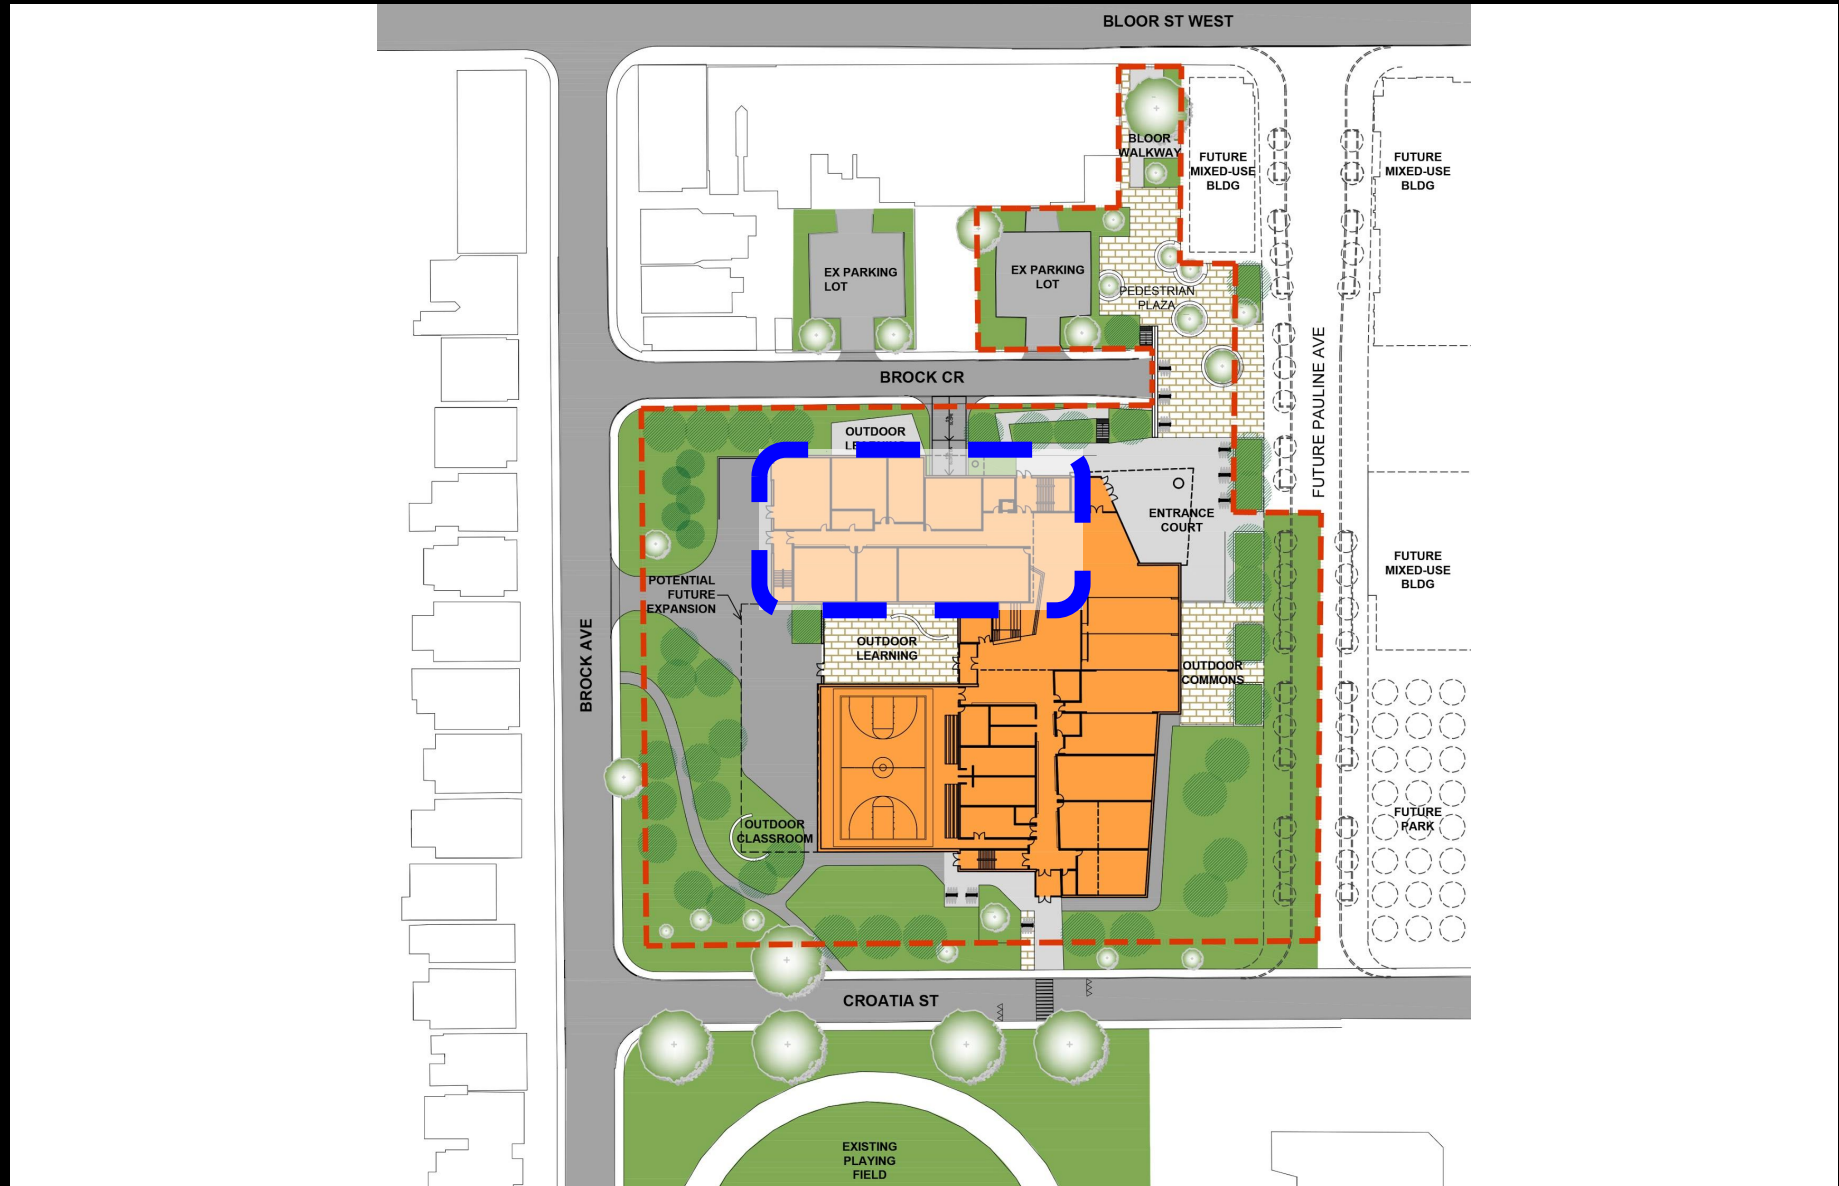 BLOOR ST WEST
BLOOR
WALKWAY
FUTURE
MIXED-USE
BLDG
FUTURE
MIXED-USE
BLDG
EX PARKING
LOT
EX PARKING
LOT
PEDESTRIAN
PLAZA
BROCK CR
FUTURE PAULINE AVE
OUTDOOR
LEARNING
ENTRANCE
COURT
FUTURE
MIXED-USE
BLDG
POTENTIAL
FUTURE
EXPANSION
BROCK AVE
OUTDOOR
LEARNING
OUTDOOR
COMMONS
OUTDOOR
CLASSROOM
FUTURE
PARK
CROATIA ST
EXISTING
PLAYING
FIELD